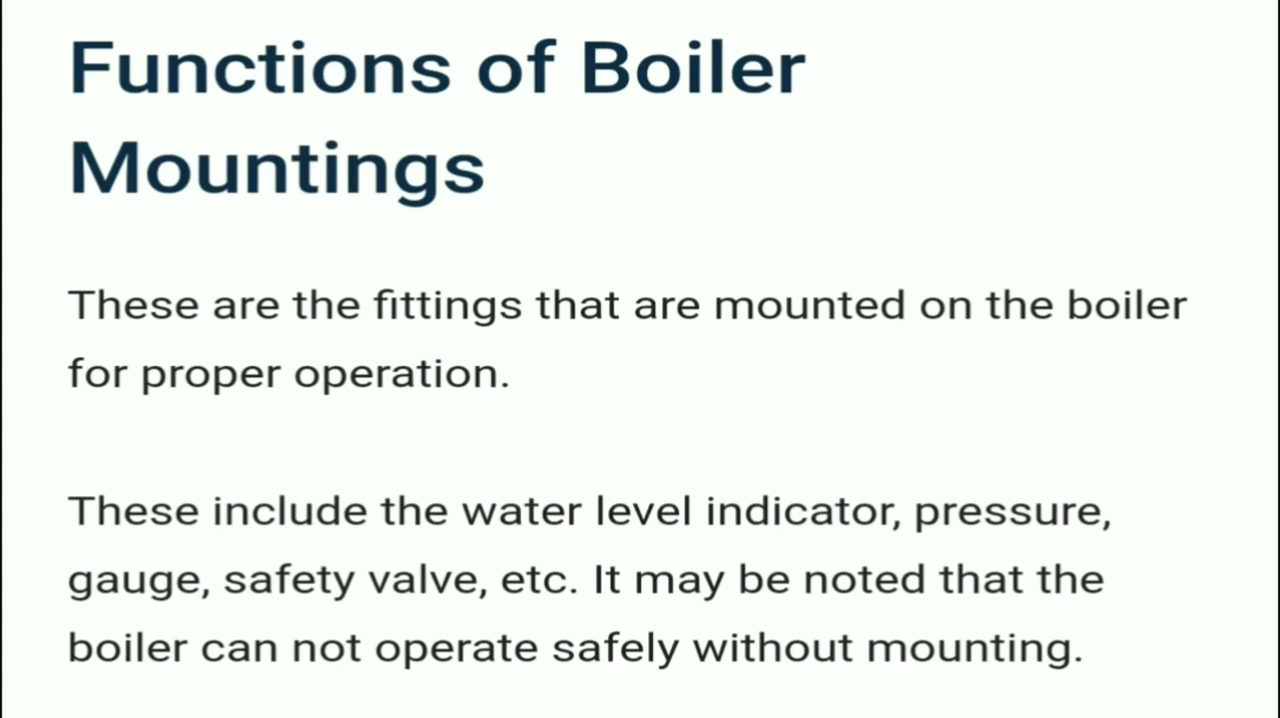 Functions of Boiler
Mountings
These are the fittings that are mounted on the boiler
for proper operation.
These include the water level indicator, pressure,
gauge, safety valve, etc. It may be noted that the
boiler can not operate safely without mounting.